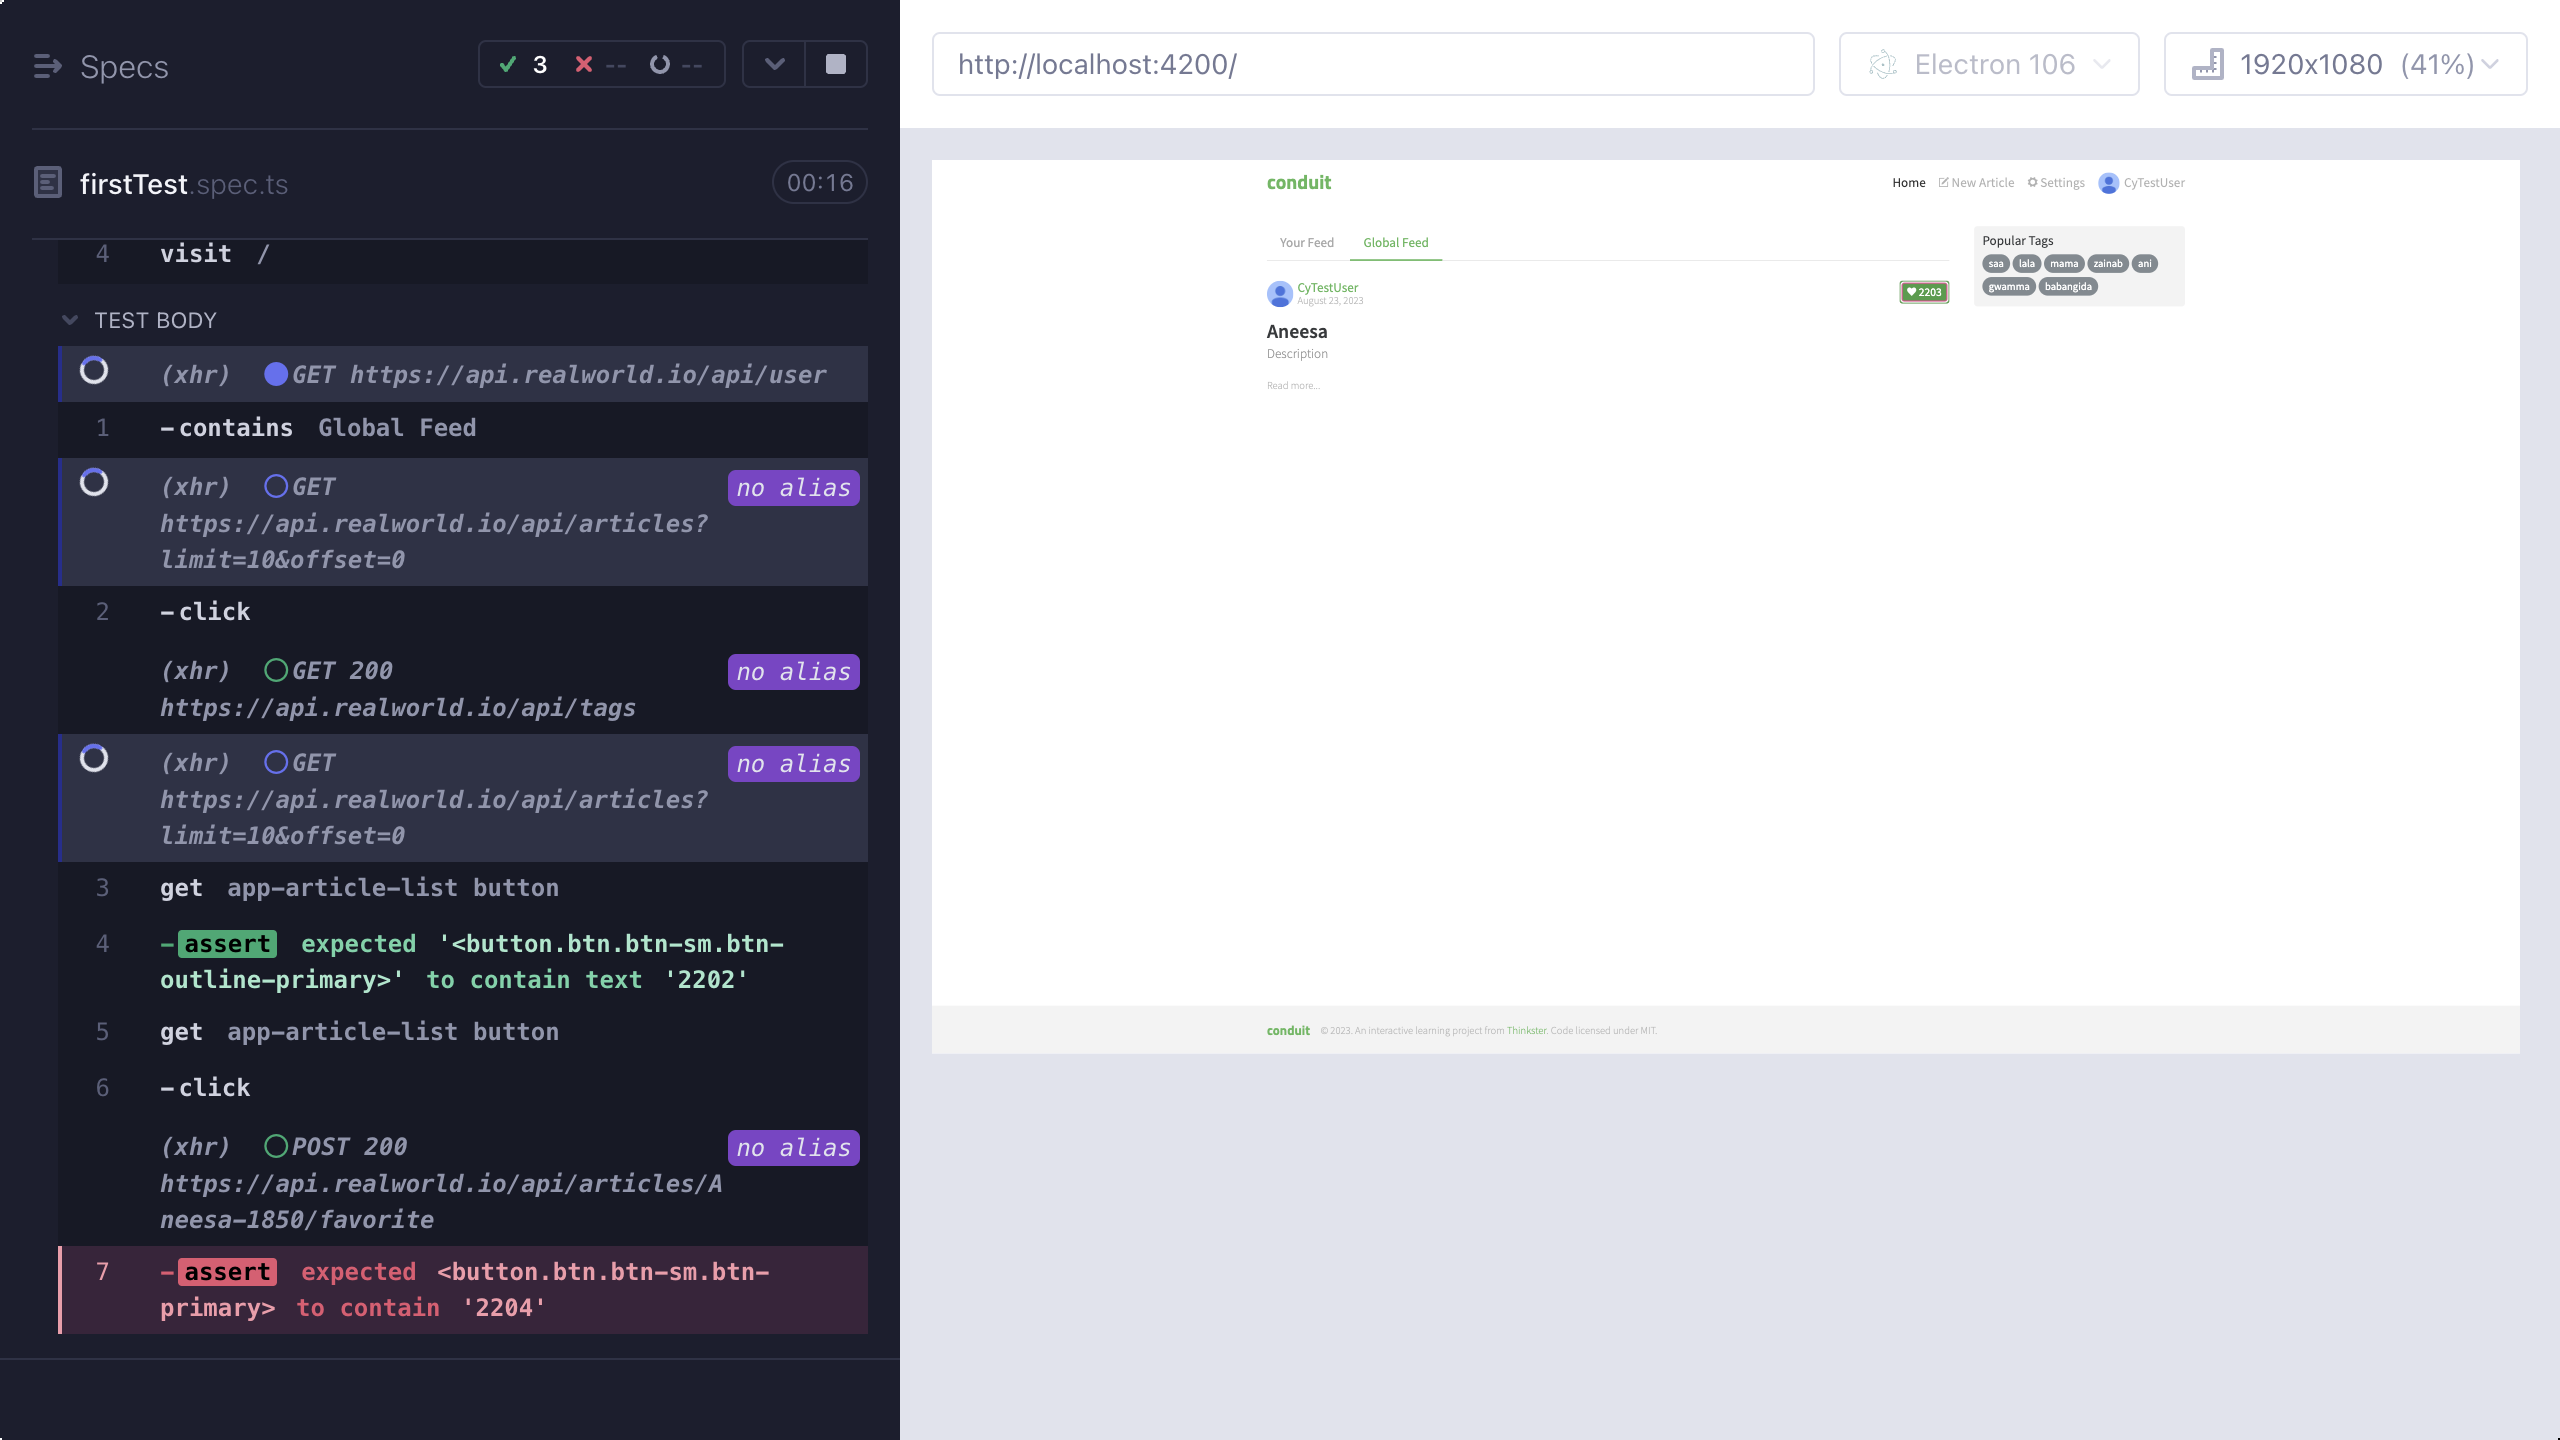 Specs
3 -- --
firstTest.spec.ts
00:16
4 visit /
TEST BODY
(xhr) GET https://api.realworld.io/api/user
1 -contains Global Feed
(xhr) GET no alias
https://api.realworld.io/api/articles?
limit=10&offset=0
2 -click
(xhr) GET 200 no alias
https://api.realworld.io/api/tags
(xhr) GET no alias
https://api.realworld.io/api/articles?
limit=10&offset=0
3 get app-article-list button
4 -assert expected '<button.btn.btn-sm.btn-
outline-primary>' to contain text '2202'
5 get app-article-list button
6 -click
(xhr) POST 200 no alias
https://api.realworld.io/api/articles/A
neesa-1850/favorite
7 -assert expected <button.btn.btn-sm.btn-
primary> to contain '2204'
http://localhost:4200/
Electron 106
1920x1080 (41%)
conduit
Home New Article Settings CyTestUser
Your Feed Global Feed
CyTestUser
August 23, 2023
2203
Aneesa
Description
Read more...
Popular Tags
saa lala mama zainab ani
gwamma babangida
conduit © 2023. An interactive learning project from Thinkster. Code licensed under MIT.